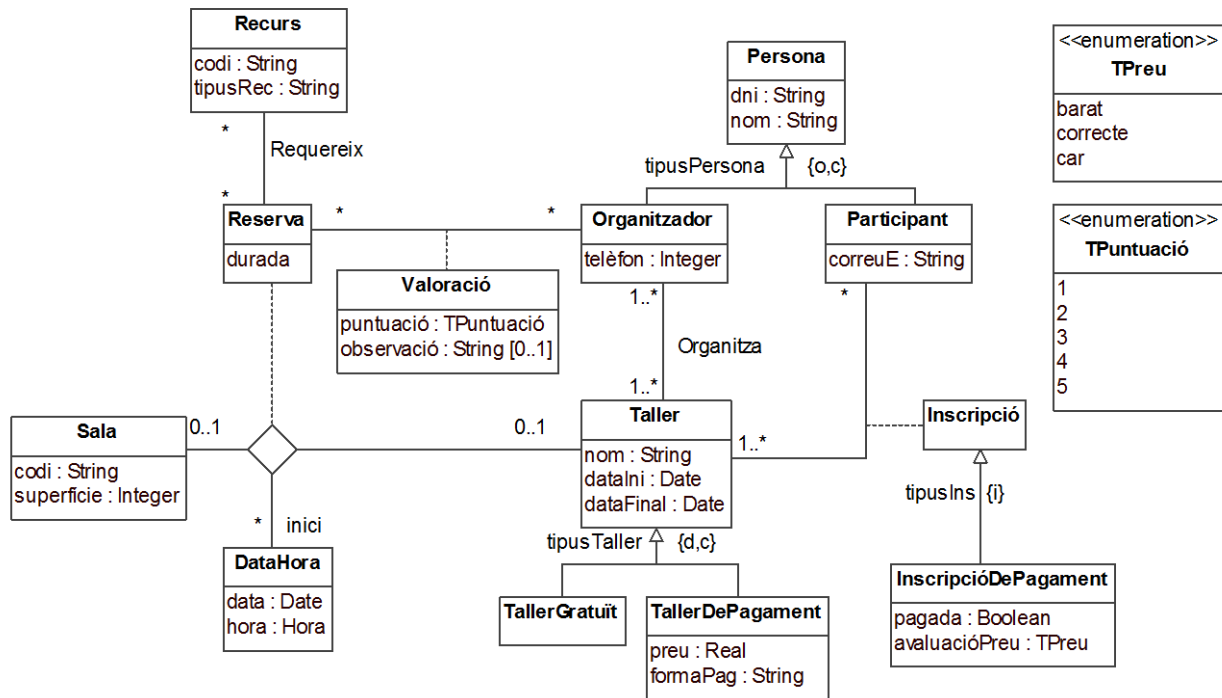 Recurs
codi : String
tipusRec : String
Persona
dni : String
nom : String
<<enumeration>>
TPreu
barat
correcte
car
*
Requereix
*
tipusPersona
{o,c}
Reserva
durada
*
*
Organitzador
telèfon : Integer
Participant
correuE : String
<<enumeration>>
TPuntuació
1
2
3
4
5
Valoració
puntuació : TPuntuació
observació : String [0..1]
1..*
*
Organitza
1..*
Sala
codi : String
superfície : Integer
0..1
0..1
Taller
nom : String
dataIni : Date
dataFinal : Date
1..*
Inscripció
tipusIns
{i}
*
inici
DataHora
data : Date
hora : Hora
tipusTaller
{d,c}
TallerGratuït
TallerDePagament
preu : Real
formaPag : String
InscripcióDePagament
pagada : Boolean
avaluacióPreu : TPreu